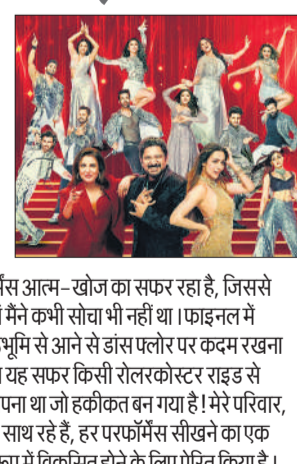 आत्म-खोज का सफर रहा है, जिससे
मैंने कभी सोचा भी नहीं था। फाइनल में
से आने से डांस फ्लोर पर कदम रखना
यह सफर किसी रोलरकोस्टर राइड से
जो हकीकत बन गया है! मेरे परिवार,
साथ रहे हैं, हर परफॉर्मेंस सीखने का एक
में विकसित होने के लिए प्रेरित किया है।